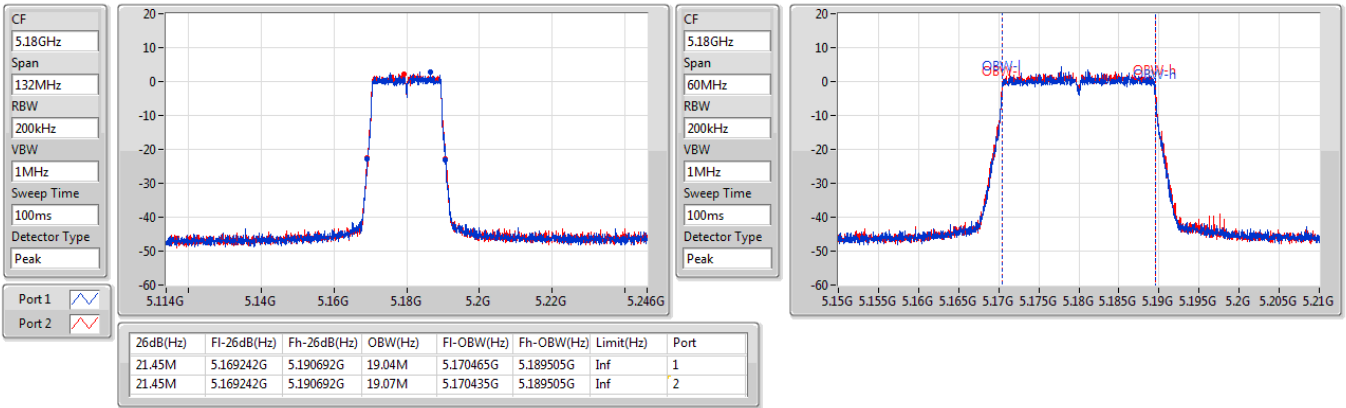 CF
5.18GHz
Span
132MHz
RBW
200kHz
VBW
1MHz
Sweep Time
100ms
Detector Type
Peak
Port 1
Port 2
20
10
0
-10
-20
-30
-40
-50
-60
5.114G 5.14G 5.16G 5.18G 5.2G 5.22G 5.246G
CF
5.18GHz
Span
60MHz
RBW
200kHz
VBW
1MHz
Sweep Time
100ms
Detector Type
Peak
20
10
0
-10
-20
-30
-40
-50
-60
OBW-l
OBW-h
OBW-h
5.15G 5.155G 5.16G 5.165G 5.17G 5.175G 5.18G 5.185G 5.19G 5.195G 5.2G 5.205G 5.21G
26dB(Hz) Fl-26dB(Hz) Fh-26dB(Hz) OBW(Hz) Fl-OBW(Hz) Fh-OBW(Hz) Limit(Hz) Port
21.45M 5.169242G 5.190692G 19.04M 5.170465G 5.189505G Inf 1
21.45M 5.169242G 5.190692G 19.07M 5.170435G 5.189505G Inf 2